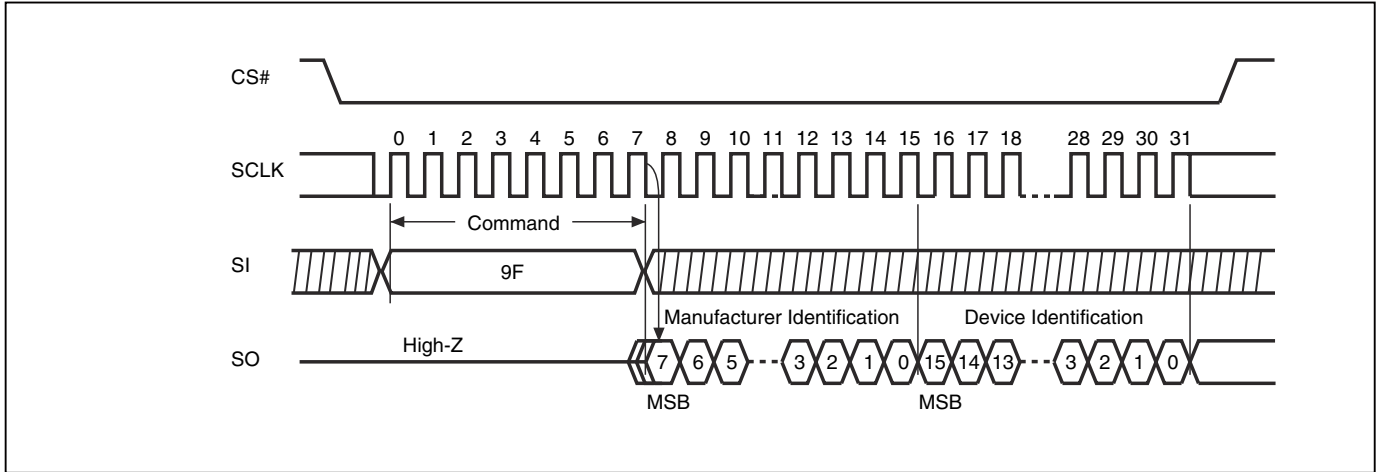 CS#
0 1 2 3 4 5 6 7 8 9 10 11 12 13 14 15 16 17 18 28 29 30 31
SCLK
Command
SI
9F
Manufacturer Identification Device Identification
SO
High-Z
7 6 5 3 2 1 0 15 14 13 3 2 1 0
MSB MSB